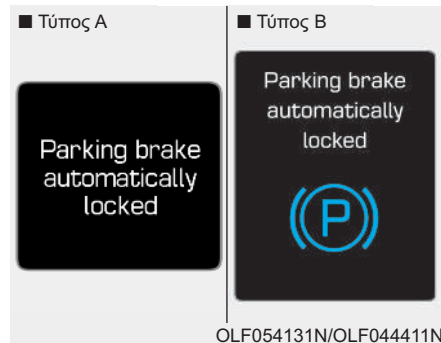 ■ Τύπος A
Parking brake
automatically
locked
■ Τύπος B
Parking brake
automatically
locked
P
OLF054131N/OLF044411N